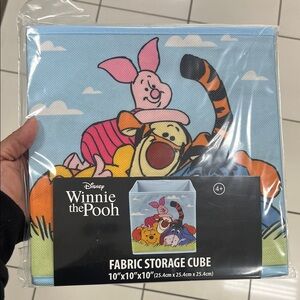 Disney
Winnie
the Pooh
4+
FABRIC STORAGE CUBE
10"x10"x10" (25.4cm x 25.4cm x 25.4cm)